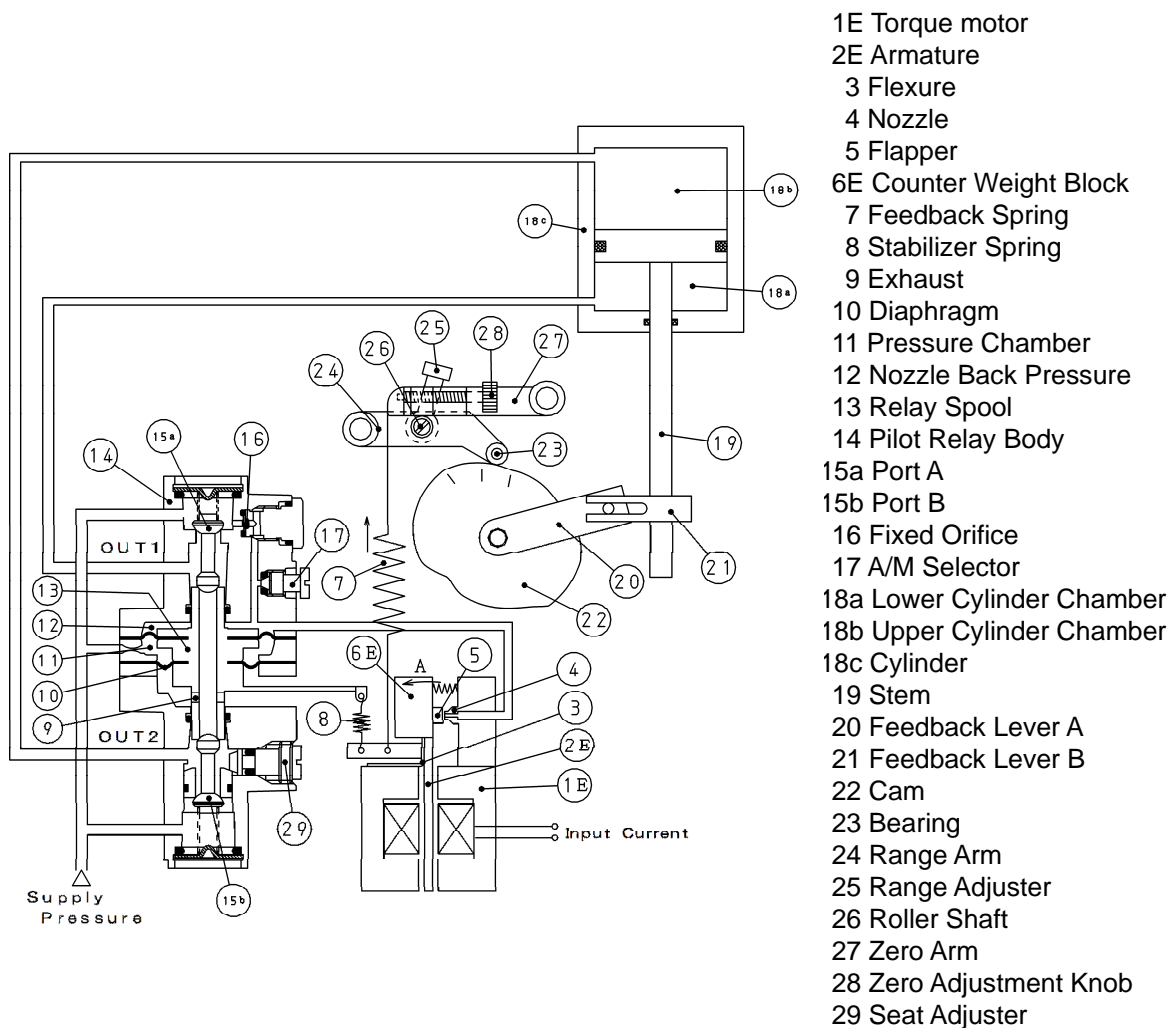 1E Torque motor
2E Armature
3 Flexure
4 Nozzle
5 Flapper
6E Counter Weight Block
7 Feedback Spring
8 Stabilizer Spring
9 Exhaust
10 Diaphragm
11 Pressure Chamber
12 Nozzle Back Pressure
13 Relay Spool
14 Pilot Relay Body
15a Port A
15b Port B
16 Fixed Orifice
17 A/M Selector
18a Lower Cylinder Chamber
18b Upper Cylinder Chamber
18c Cylinder
19 Stem
20 Feedback Lever A
21 Feedback Lever B
22 Cam
23 Bearing
24 Range Arm
25 Range Adjuster
26 Roller Shaft
27 Zero Arm
28 Zero Adjustment Knob
29 Seat Adjuster
18b
18c
18a
25
26
28
27
24
23
15a
16
14
19
OUT1
17
7
20
21
22
13
12
11
10
9
6E
A
5
4
3
8
2E
1E
OUT2
29
Input Current
15b
Supply
Pressure